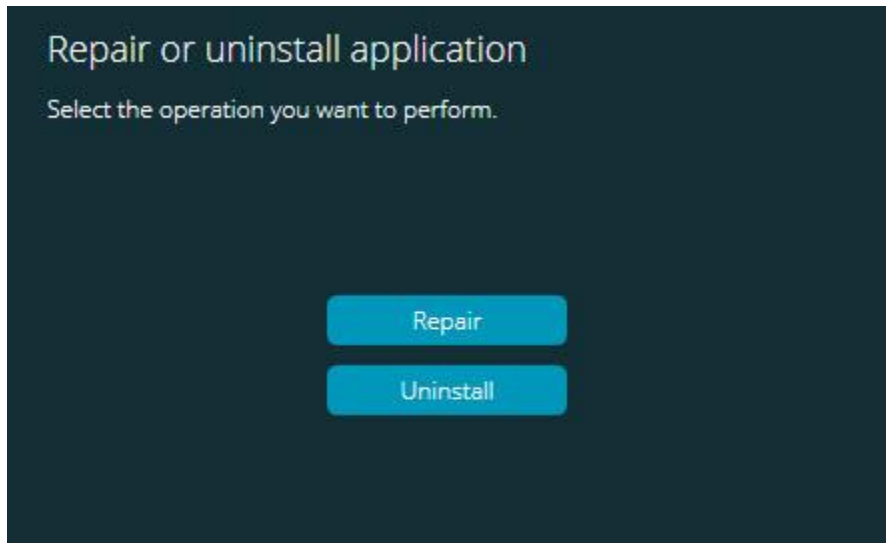 Repair or uninstall application
Select the operation you want to perform.
Repair
Uninstall